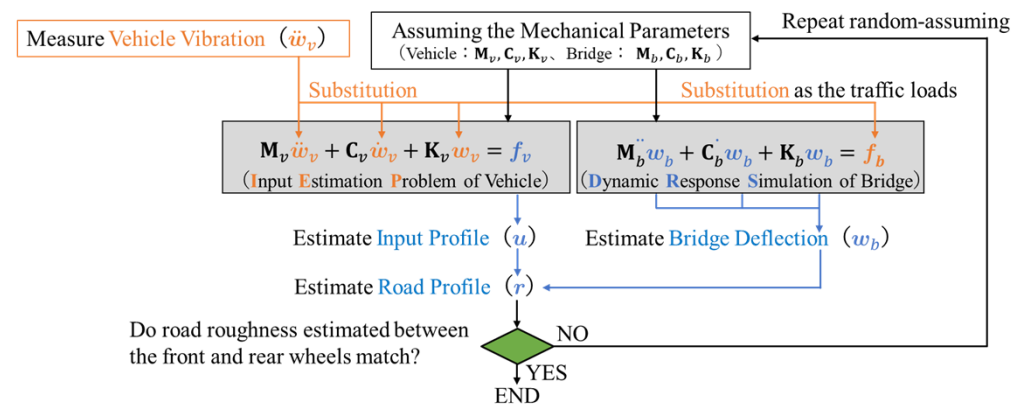 Repeat random-assuming
Measure Vehicle Vibration（ẅ𝑣）
Assuming the Mechanical Parameters
（Vehicle：M𝑣, C𝑣, K𝑣、Bridge： M𝑏, C𝑏, K𝑏）
Substitution
Substitution as the traffic loads
M𝑣ẅ𝑣 + C𝑣ẇ𝑣 + K𝑣w𝑣 = f𝑣
（Input Estimation Problem of Vehicle）
M𝑏ẅ𝑏 + C𝑏ẇ𝑏 + K𝑏w𝑏 = f𝑏
（Dynamic Response Simulation of Bridge）
Estimate Input Profile（u）
Estimate Bridge Deflection（w𝑏）
Estimate Road Profile（r）
Do road roughness estimated between
the front and rear wheels match?
NO
YES
END